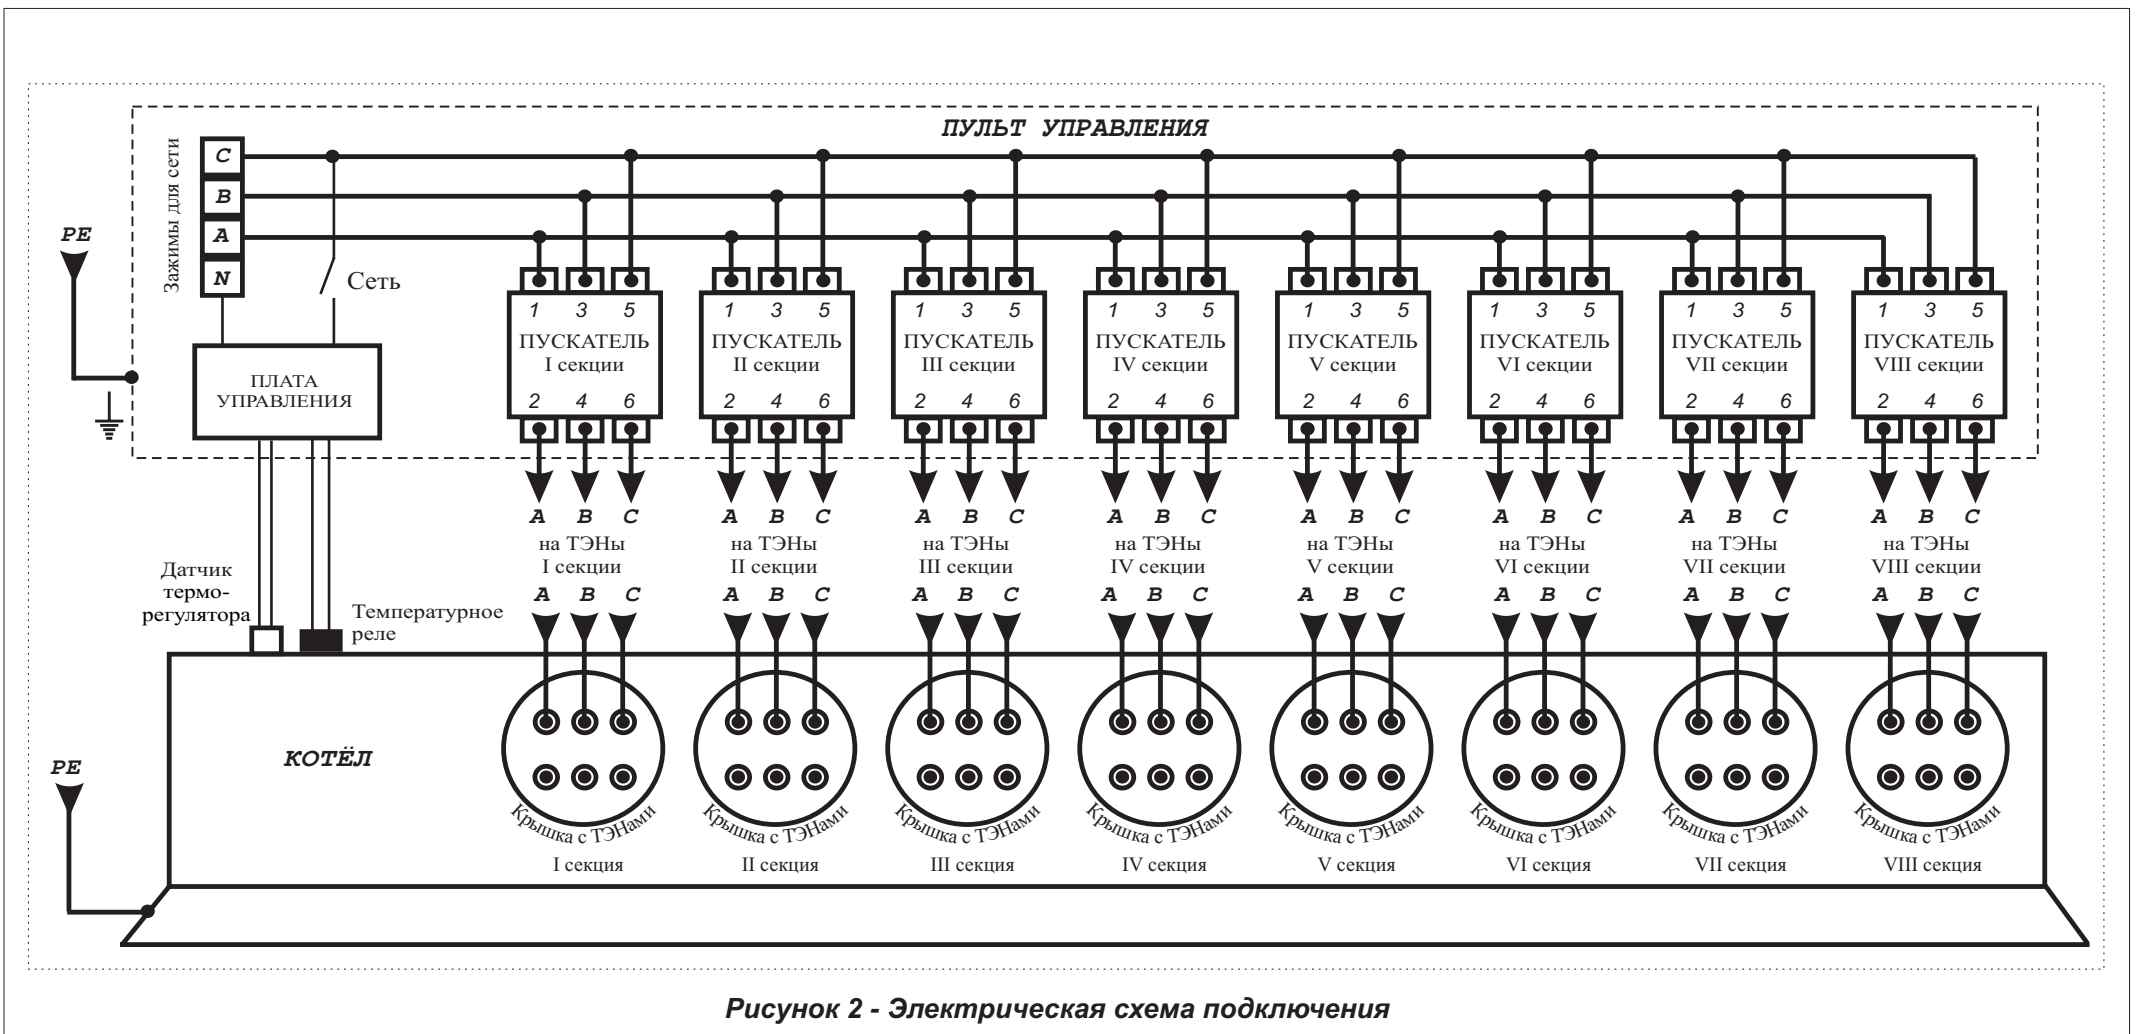 ПУЛЬТ УПРАВЛЕНИЯ
Зажимы для сети
C
B
A
N
PE
Сеть
ПЛАТА
УПРАВЛЕНИЯ
1 3 5
ПУСКАТЕЛЬ
I секции
2 4 6
1 3 5
ПУСКАТЕЛЬ
II секции
2 4 6
1 3 5
ПУСКАТЕЛЬ
III секции
2 4 6
1 3 5
ПУСКАТЕЛЬ
IV секции
2 4 6
1 3 5
ПУСКАТЕЛЬ
V секции
2 4 6
1 3 5
ПУСКАТЕЛЬ
VI секции
2 4 6
1 3 5
ПУСКАТЕЛЬ
VII секции
2 4 6
1 3 5
ПУСКАТЕЛЬ
VIII секции
2 4 6
A B C
на ТЭНы
I секции
A B C
A B C
на ТЭНы
II секции
A B C
A B C
на ТЭНы
III секции
A B C
A B C
на ТЭНы
IV секции
A B C
A B C
на ТЭНы
V секции
A B C
A B C
на ТЭНы
VI секции
A B C
A B C
на ТЭНы
VII секции
A B C
A B C
на ТЭНы
VIII секции
A B C
Датчик
термо-
регулятора
Температурное
реле
PE
КОТЁЛ
Крышка с ТЭНами
I секция
Крышка с ТЭНами
II секция
Крышка с ТЭНами
III секция
Крышка с ТЭНами
IV секция
Крышка с ТЭНами
V секция
Крышка с ТЭНами
VI секция
Крышка с ТЭНами
VII секция
Крышка с ТЭНами
VIII секция
Рисунок 2 - Электрическая схема подключения